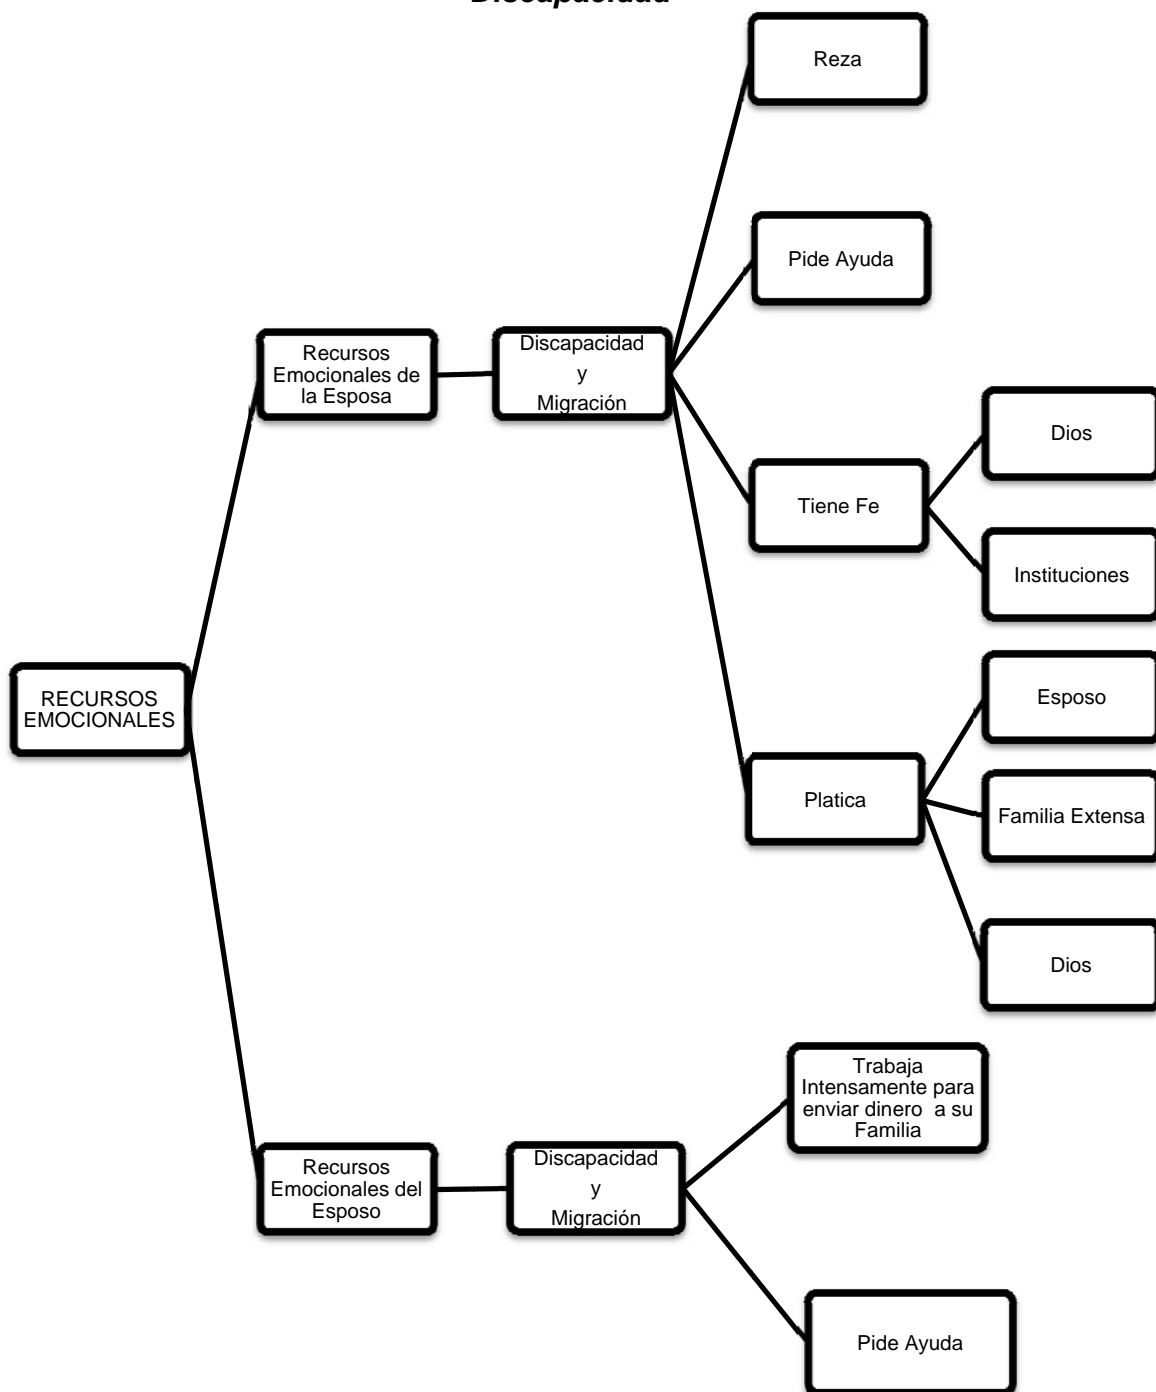 Discapacidad
Reza
Pide Ayuda
Recursos
Emocionales de
la Esposa
Discapacidad
y
Migración
Dios
Tiene Fe
Instituciones
Esposo
RECURSOS
EMOCIONALES
Platica
Familia Extensa
Dios
Trabaja
Intensamente para
enviar dinero a su
Familia
Recursos
Emocionales del
Esposo
Discapacidad
y
Migración
Pide Ayuda